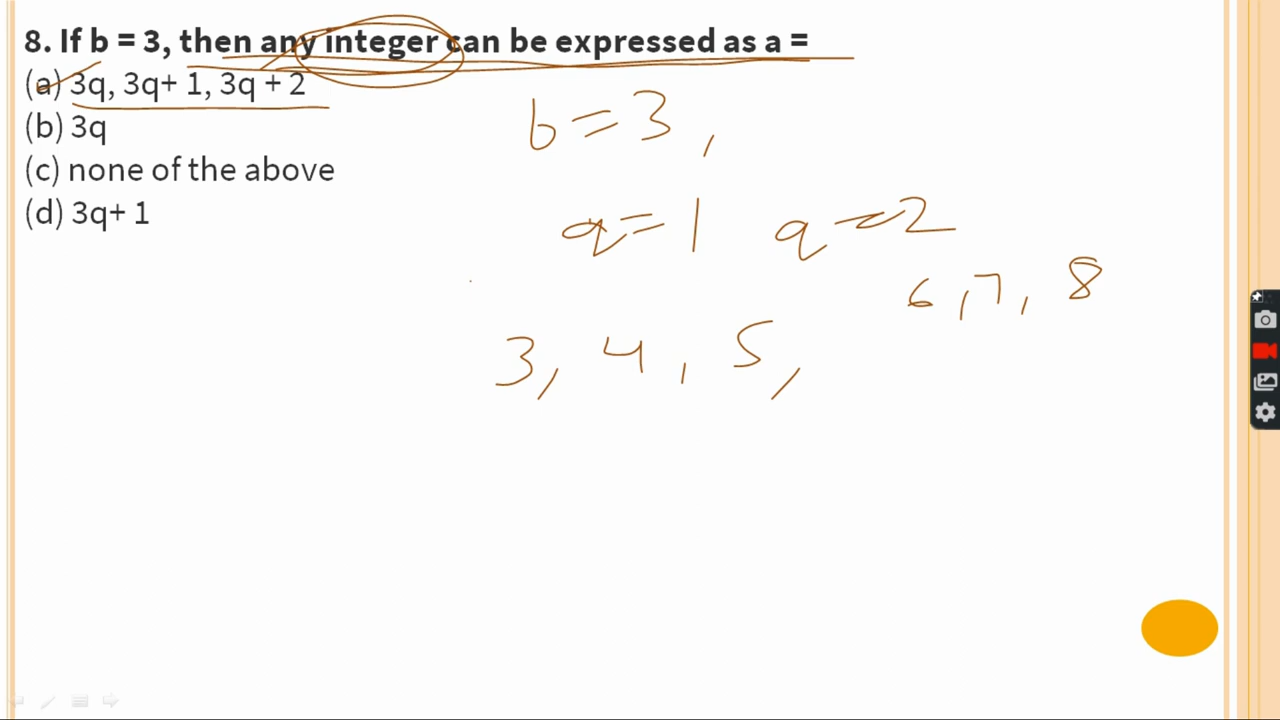 8. If b = 3, then any integer can be expressed as a =
(a) 3q, 3q+ 1, 3q + 2
(b) 3q
(c) none of the above
(d) 3q+ 1
b = 3 ,
q = 1 q = 2
6 , 7 , 8
3 , 4 , 5 ,